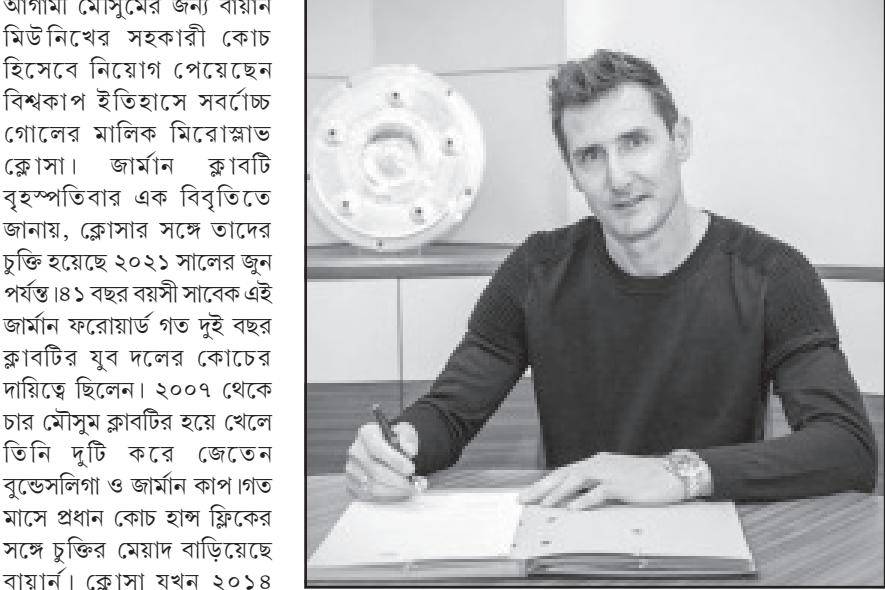 আগামী মৌসুমের জন্য বায়ার্ন
মিউনিখের সহকারী কোচ
হিসেবে নিয়োগ পেয়েছেন
বিশ্বকাপ ইতিহাসে সর্বোচ্চ
গোলের মালিক মিরোস্লাভ
ক্লোসা। জার্মান ক্লাবটি
বৃহস্পতিবার এক বিবৃতিতে
জানায়, ক্লোসার সঙ্গে তাদের
চুক্তি হয়েছে ২০২১ সালের জুন
পর্যন্ত।৪১ বছর বয়সী সাবেক এই
জার্মান ফরোয়ার্ড গত দুই বছর
ক্লাবটির যুব দলের কোচের
দায়িত্বে ছিলেন। ২০০৭ থেকে
চার মৌসুম ক্লাবটির হয়ে খেলে
তিনি দুটি করে জেতেন
বুন্ডেসলিগা ও জার্মান কাপ।গত
মাসে প্রধান কোচ হান্স ফ্লিকের
সঙ্গে চুক্তির মেয়াদ বাড়িয়েছে
বায়ার্ন। ক্লোসা যখন ২০১৪